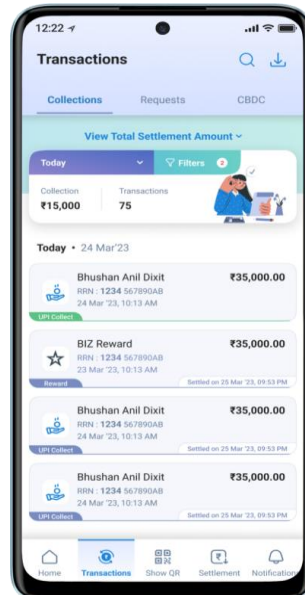 12:22
Transactions
Collections Requests CBDC
View Total Settlement Amount
Today Filters 2
Collection Transactions
₹15,000 75
Today • 24 Mar'23
Bhushan Anil Dixit ₹35,000.00
RRN : 1234 567890AB
24 Mar '23, 10:13 AM
UPI Collect
BIZ Reward ₹35,000.00
RRN : 1234 567890AB
23 Mar '23, 10:13 AM
Reward Settled on 25 Mar '23, 09:53 PM
Bhushan Anil Dixit ₹35,000.00
RRN : 1234 567890AB
24 Mar '23, 10:13 AM
UPI Collect Settled on 25 Mar '23, 09:53 PM
Bhushan Anil Dixit ₹35,000.00
RRN : 1234 567890AB
24 Mar '23, 10:13 AM
UPI Collect Settled on 25 Mar '23, 09:53 PM
Home Transactions Show QR Settlement Notification